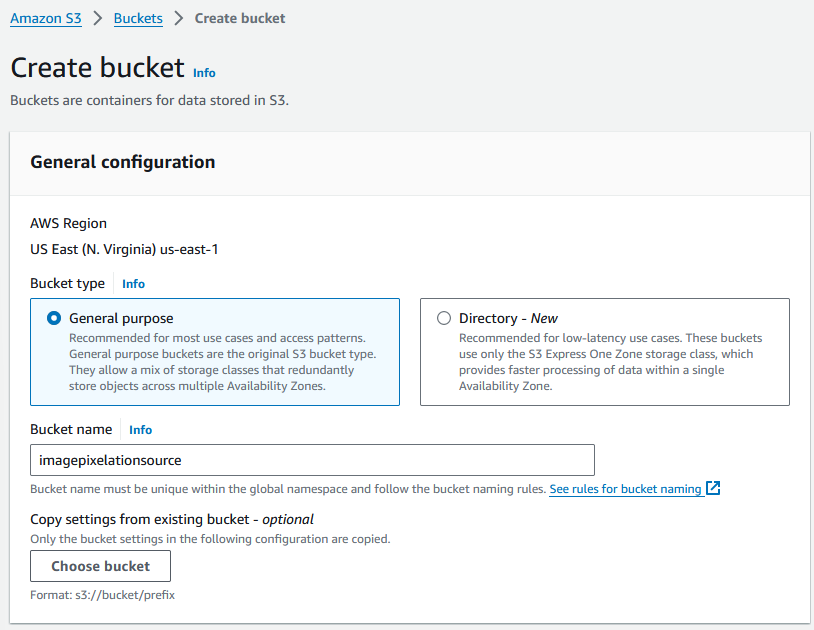 Amazon S3 > Buckets > Create bucket
Create bucket Info
Buckets are containers for data stored in S3.
General configuration
AWS Region
US East (N. Virginia) us-east-1
Bucket type Info
General purpose
Recommended for most use cases and access patterns.
General purpose buckets are the original S3 bucket type.
They allow a mix of storage classes that redundantly
store objects across multiple Availability Zones.
Directory - New
Recommended for low-latency use cases. These buckets
use only the S3 Express One Zone storage class, which
provides faster processing of data within a single
Availability Zone.
Bucket name Info
imagepixelationsource
Bucket name must be unique within the global namespace and follow the bucket naming rules. See rules for bucket naming
Copy settings from existing bucket - optional
Only the bucket settings in the following configuration are copied.
Choose bucket
Format: s3://bucket/prefix